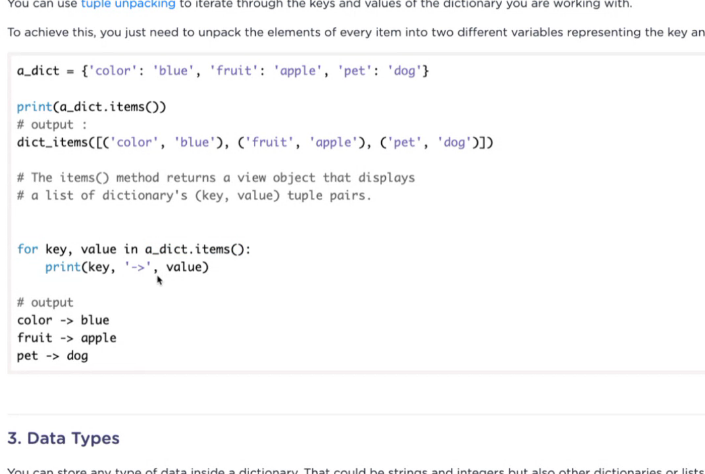 You can use tuple unpacking to iterate through the keys and values of the dictionary you are working with.
To achieve this, you just need to unpack the elements of every item into two different variables representing the key an
a_dict = {'color': 'blue', 'fruit': 'apple', 'pet': 'dog'}
print(a_dict.items())
# output :
dict_items([('color', 'blue'), ('fruit', 'apple'), ('pet', 'dog')])
# The items() method returns a view object that displays
# a list of dictionary's (key, value) tuple pairs.
for key, value in a_dict.items():
    print(key, '->', value)
# output
color -> blue
fruit -> apple
pet -> dog
3. Data Types
You can store any type of data inside a dictionary. That could be strings and integers but also other dictionaries or lists